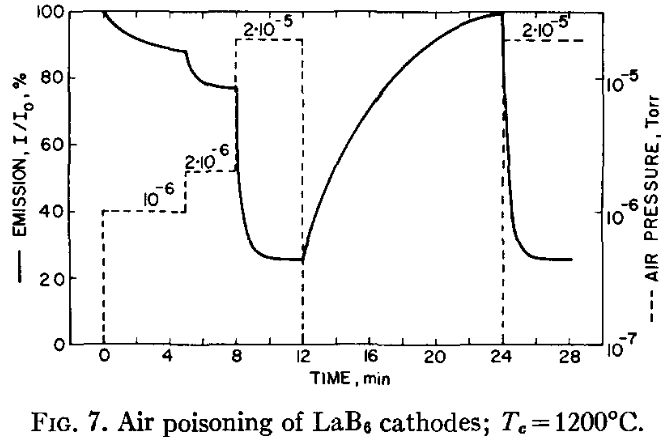 100
80
60
40
20
0
EMISSION, I/I₀, %
10⁻⁶
2·10⁻⁶
2·10⁻⁵
2·10⁻⁵
10⁻⁵
10⁻⁶
10⁻⁷
AIR PRESSURE, Torr
0 4 8 12 16 20 24 28
TIME, min
FIG. 7. Air poisoning of LaB₆ cathodes; T꜀=1200°C.